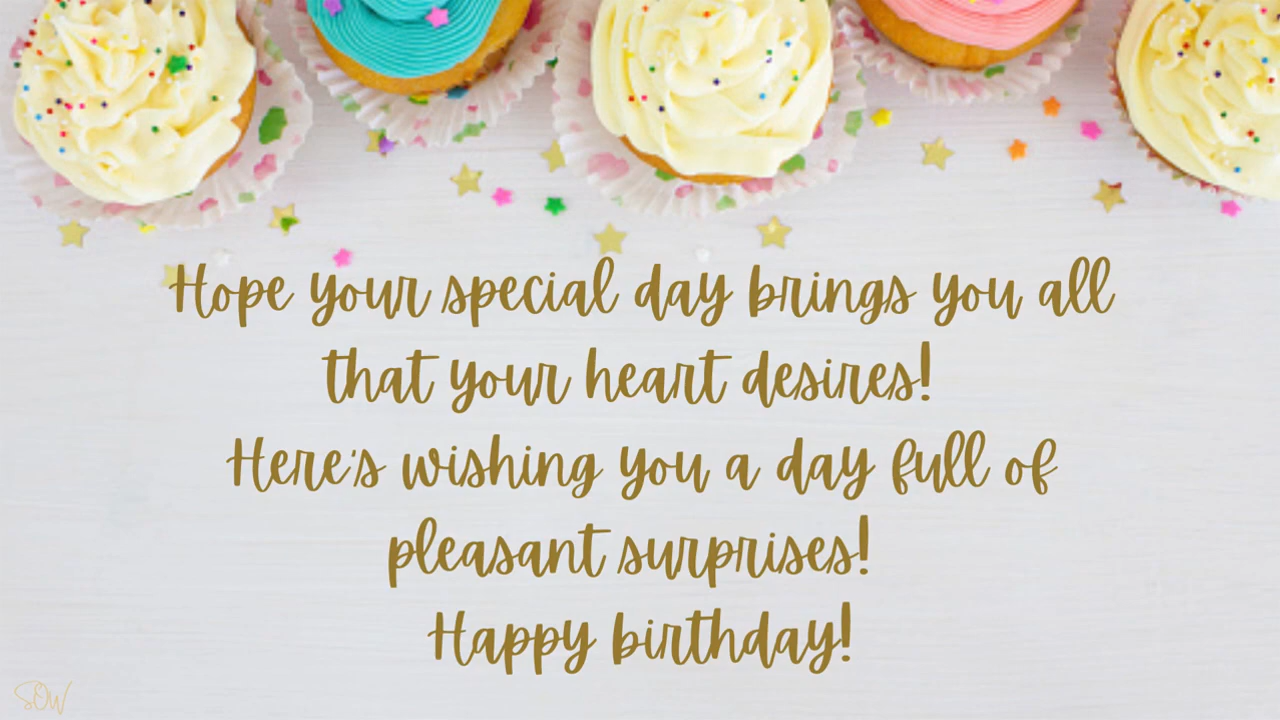 Hope your special day brings you all
that your heart desires!
Here's wishing you a day full of
pleasant surprises!
Happy birthday!
SOW